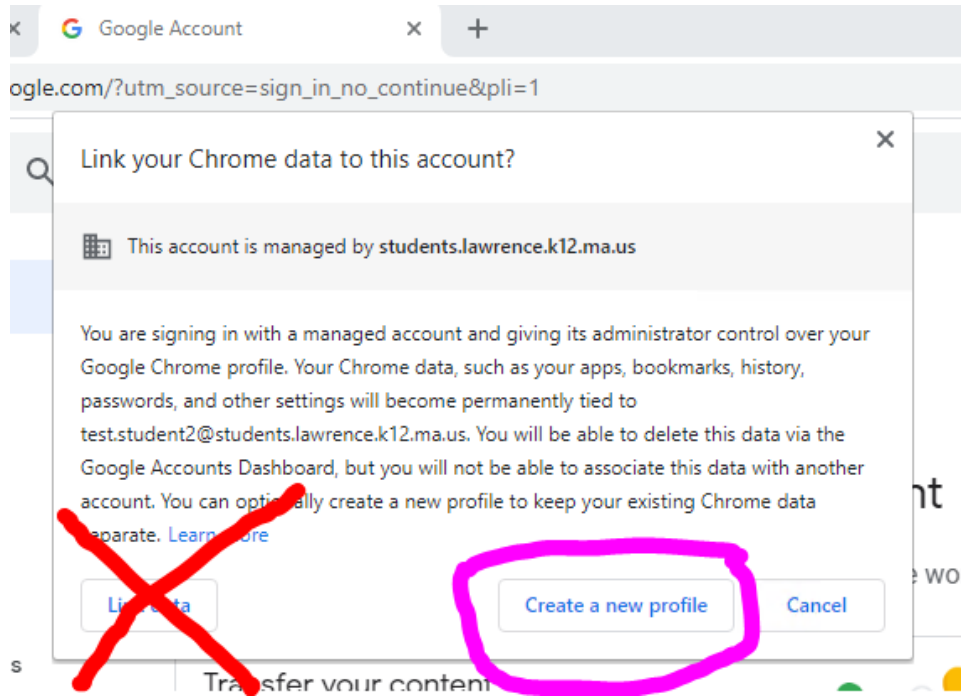 Google Account
ogle.com/?utm_source=sign_in_no_continue&pli=1
Link your Chrome data to this account?
This account is managed by students.lawrence.k12.ma.us
You are signing in with a managed account and giving its administrator control over your
Google Chrome profile. Your Chrome data, such as your apps, bookmarks, history,
passwords, and other settings will become permanently tied to
test.student2@students.lawrence.k12.ma.us. You will be able to delete this data via the
Google Accounts Dashboard, but you will not be able to associate this data with another
account. You can optionally create a new profile to keep your existing Chrome data
separate. Learn more
nt
e wo
Link data
Create a new profile
Cancel
s
Transfer your content